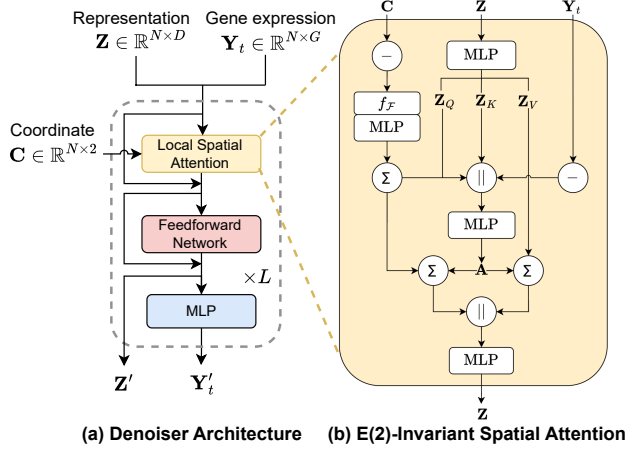 Representation
Z ∈ ℝ^{N×D}
Gene expression
Y_t ∈ ℝ^{N×G}
Coordinate
C ∈ ℝ^{N×2}
Local Spatial
Attention
Feedforward
Network
×L
MLP
Z′
Y′_t
(a) Denoiser Architecture
C
Z
Y_t
−
MLP
f_ℱ
MLP
Z_Q
Z_K
Z_V
Σ
||
−
MLP
Σ
A
Σ
||
MLP
Z
(b) E(2)-Invariant Spatial Attention